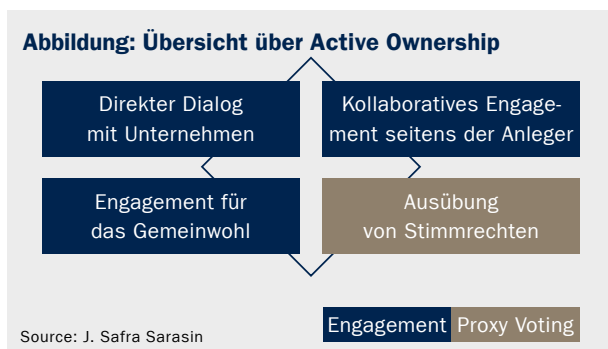 Abbildung: Übersicht über Active Ownership
Direkter Dialog
mit Unternehmen
Kollaboratives Engage-
ment seitens der Anleger
Engagement für
das Gemeinwohl
Ausübung
von Stimmrechten
Engagement Proxy Voting
Source: J. Safra Sarasin